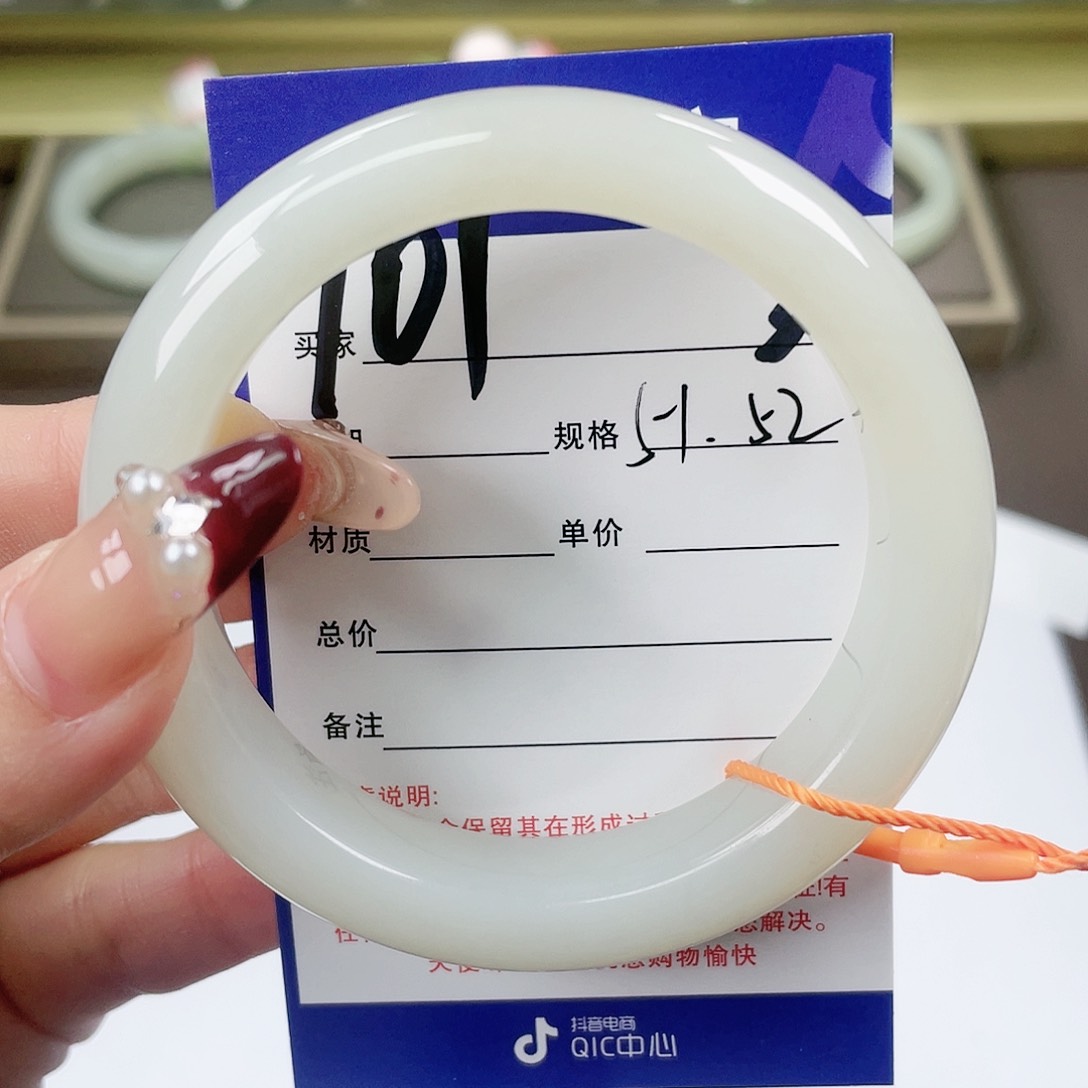 101
买家
规格 51.52
材质 单价
总价
备注
说明:
保留其在形成
有
解决。
购物愉快
抖音电商
QIC中心